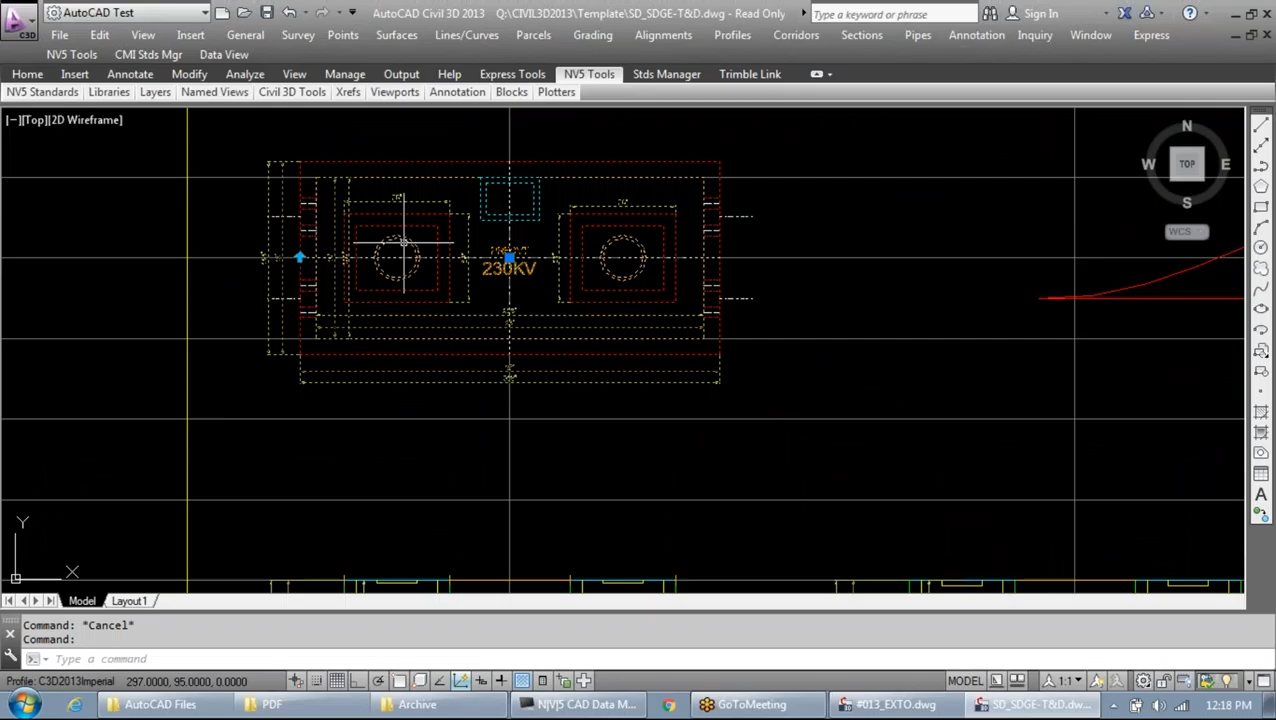 AutoCAD Test
AutoCAD Civil 3D 2013 Q:\CIVIL3D2013\Template\SD_SDGE-T&D.dwg - Read Only
Type a keyword or phrase
Sign In
C3D
File Edit View Insert General Survey Points Surfaces Lines/Curves Parcels Grading Alignments Profiles Corridors Sections Pipes Annotation Inquiry Window Express
NV5 Tools CMI Stds Mgr Data View
Home Insert Annotate Modify Analyze View Manage Output Help Express Tools NV5 Tools Stds Manager Trimble Link
NV5 Standards Libraries Layers Named Views Civil 3D Tools Xrefs Viewports Annotation Blocks Plotters
[−][Top][2D Wireframe]
N
W TOP E
S
WCS
230KV
Y
X
Model Layout1
Command: *Cancel*
Command:
Type a command
Profile: C3D2013Imperial 297.0000, 95.0000, 0.0000
MODEL
1:1
AutoCAD Files PDF Archive N|V|5 CAD Data M... GoToMeeting #013_EXTO.dwg SD_SDGE-T&D.dw... 12:18 PM